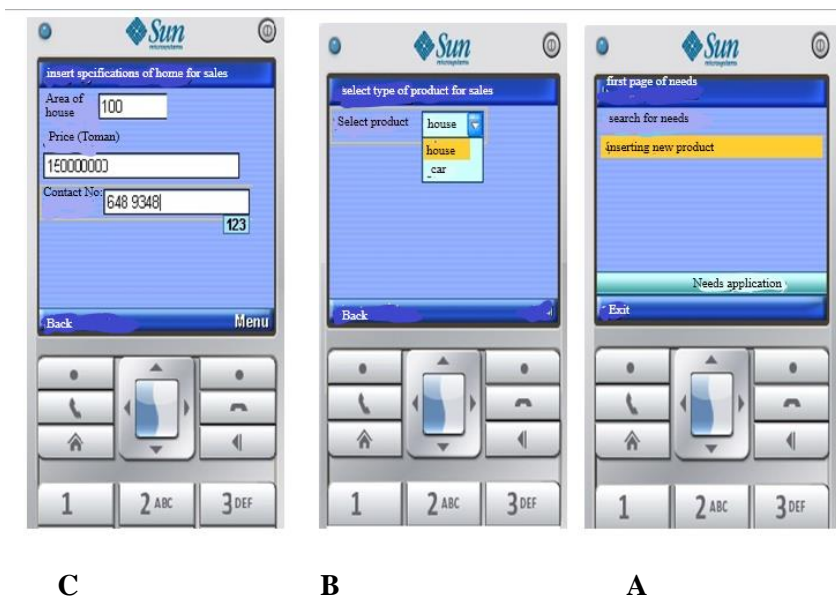 Sun
microsystems
insert spcifications of home for sales
Area of
house
100
Price (Toman)
150000000
Contact No:
648 9348
123
Back
Menu
1
2 ABC
3 DEF
Sun
microsystems
select type of product for sales
Select product
house
house
car
Back
1
2 ABC
3 DEF
Sun
microsystems
first page of needs
search for needs
inserting new product
Needs application
Exit
1
2 ABC
3 DEF
C
B
A